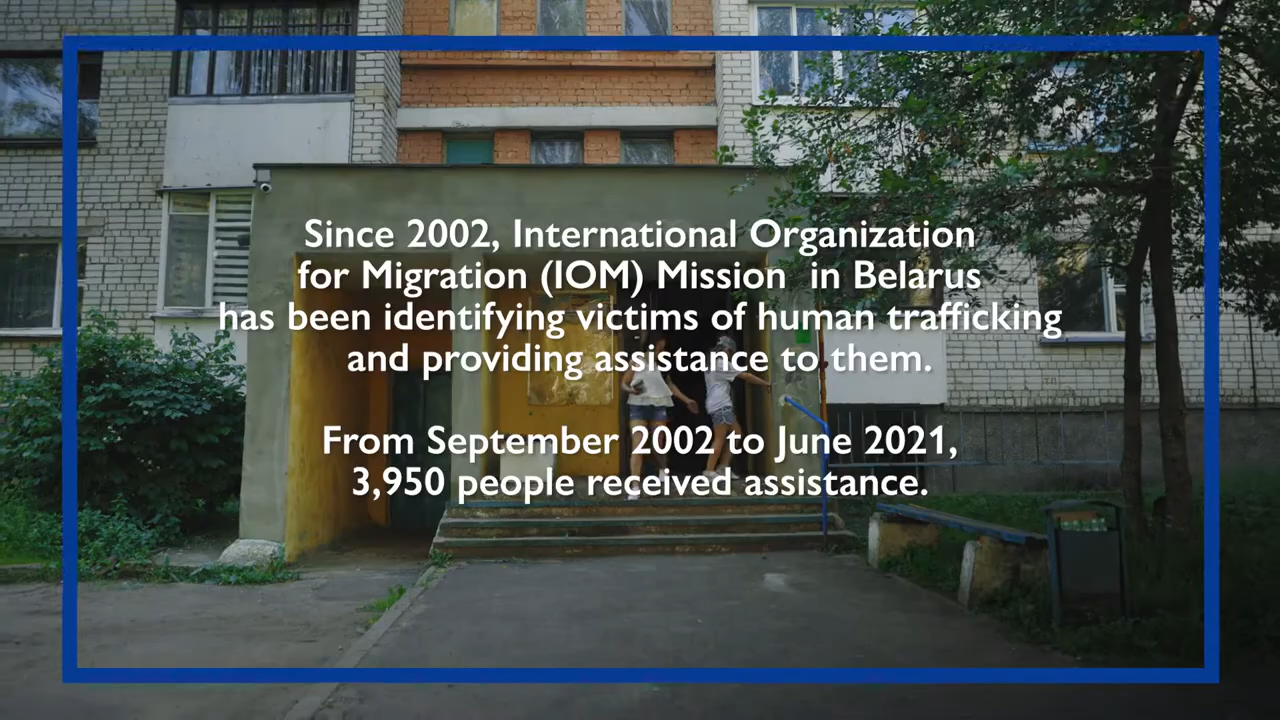 Since 2002, International Organization
for Migration (IOM) Mission  in Belarus
has been identifying victims of human trafficking
and providing assistance to them.
From September 2002 to June 2021,
3,950 people received assistance.